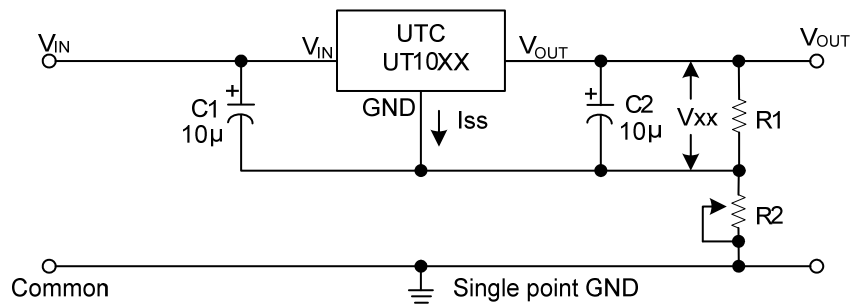 VIN
VIN
UTC
UT10XX
VOUT
VOUT
GND
Iss
C1
10µ
C2
10µ
Vxx
R1
R2
Common
Single point GND